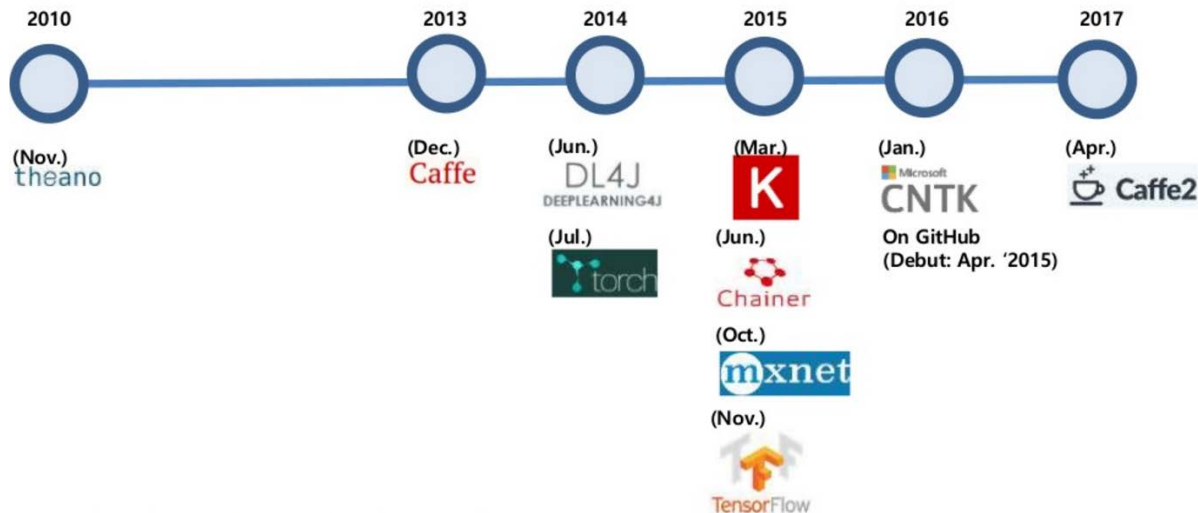 2010 2013 2014 2015 2016 2017
(Nov.) (Dec.) (Jun.) (Mar.) (Jan.) (Apr.)
theano
Caffe
DL4J
DEEPLEARNING4J
K
Microsoft
CNTK
Caffe2
On GitHub
(Debut: Apr. ‘2015)
(Jul.)
torch
(Jun.)
Chainer
(Oct.)
mxnet
(Nov.)
TensorFlow